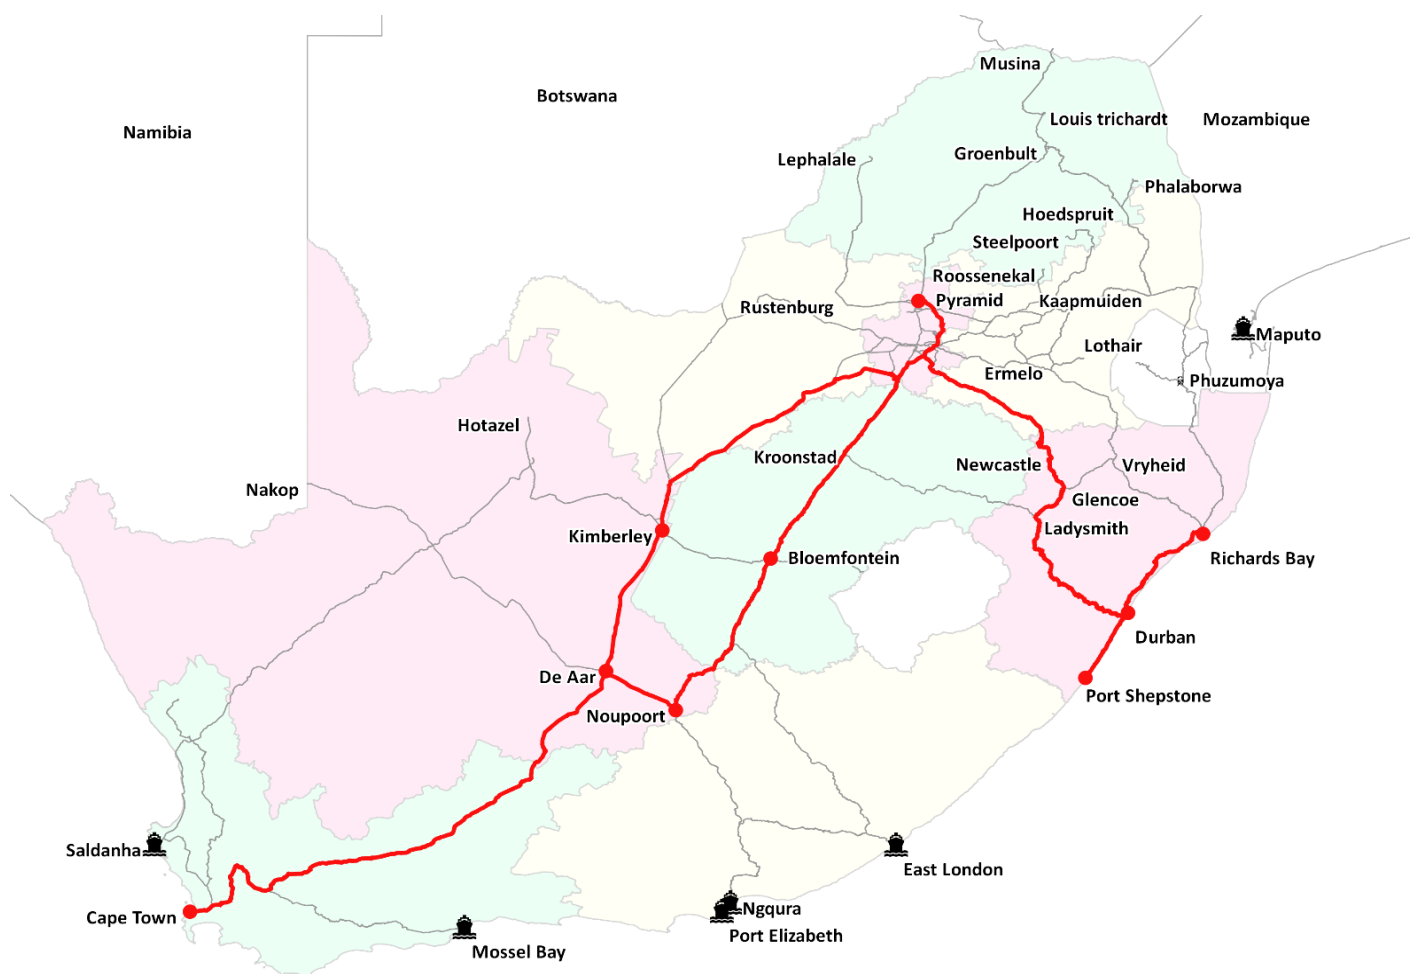 Musina
Botswana
Louis trichardt
Mozambique
Namibia
Groenbult
Lephalale
Phalaborwa
Hoedspruit
Steelpoort
Roossenekal
Pyramid
Kaapmuiden
Rustenburg
Maputo
Lothair
Ermelo
Phuzumoya
Hotazel
Kroonstad
Newcastle
Vryheid
Nakop
Glencoe
Ladysmith
Kimberley
Bloemfontein
Richards Bay
Durban
De Aar
Port Shepstone
Noupoort
Saldanha
East London
Ngqura
Cape Town
Port Elizabeth
Mossel Bay